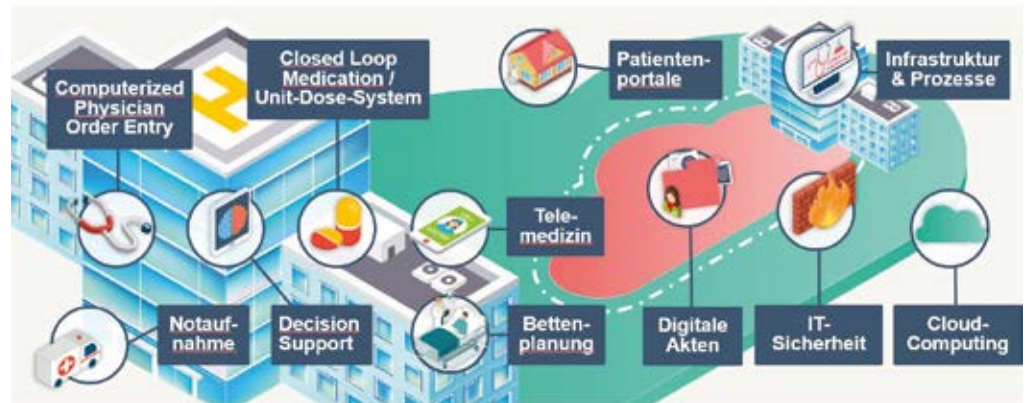 Computerized
Physician
Order Entry
Closed Loop
Medication /
Unit-Dose-System
Patienten-
portale
Infrastruktur
& Prozesse
Tele-
medizin
Notauf-
nahme
Decision
Support
Betten-
planung
Digitale
Akten
IT-
Sicherheit
Cloud-
Computing